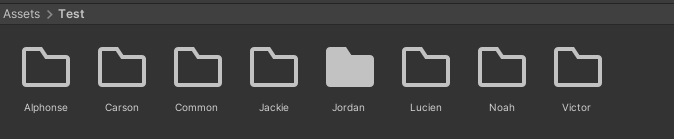 Assets > Test
Alphonse Carson Common Jackie Jordan Lucien Noah Victor